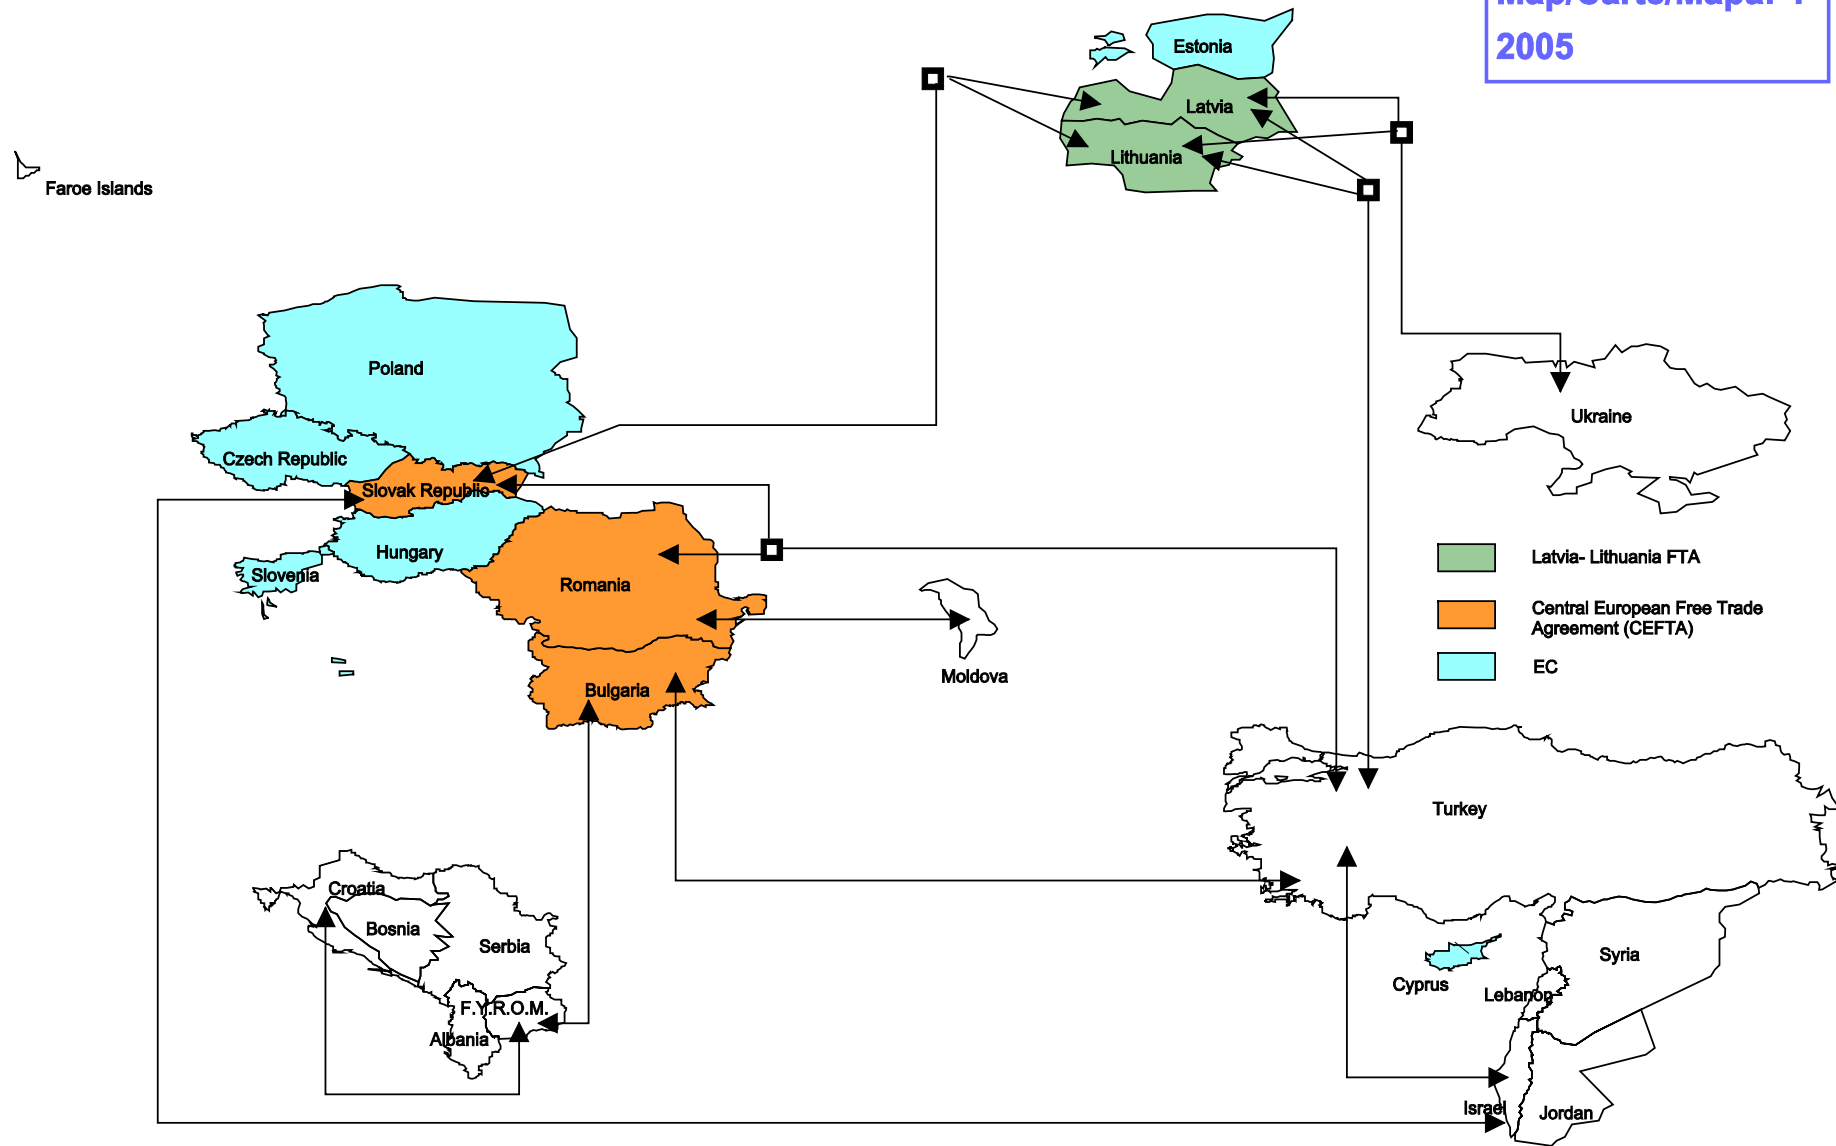 2005
Estonia
Latvia
Lithuania
Faroe Islands
Poland
Ukraine
Czech Republic
Slovak Republic
Hungary
Slovenia
Romania
Moldova
Bulgaria
Latvia- Lithuania FTA
Central European Free Trade
Agreement (CEFTA)
EC
Turkey
Croatia
Bosnia
Serbia
Syria
Cyprus
Lebanon
F.Y.R.O.M.
Albania
Israel
Jordan